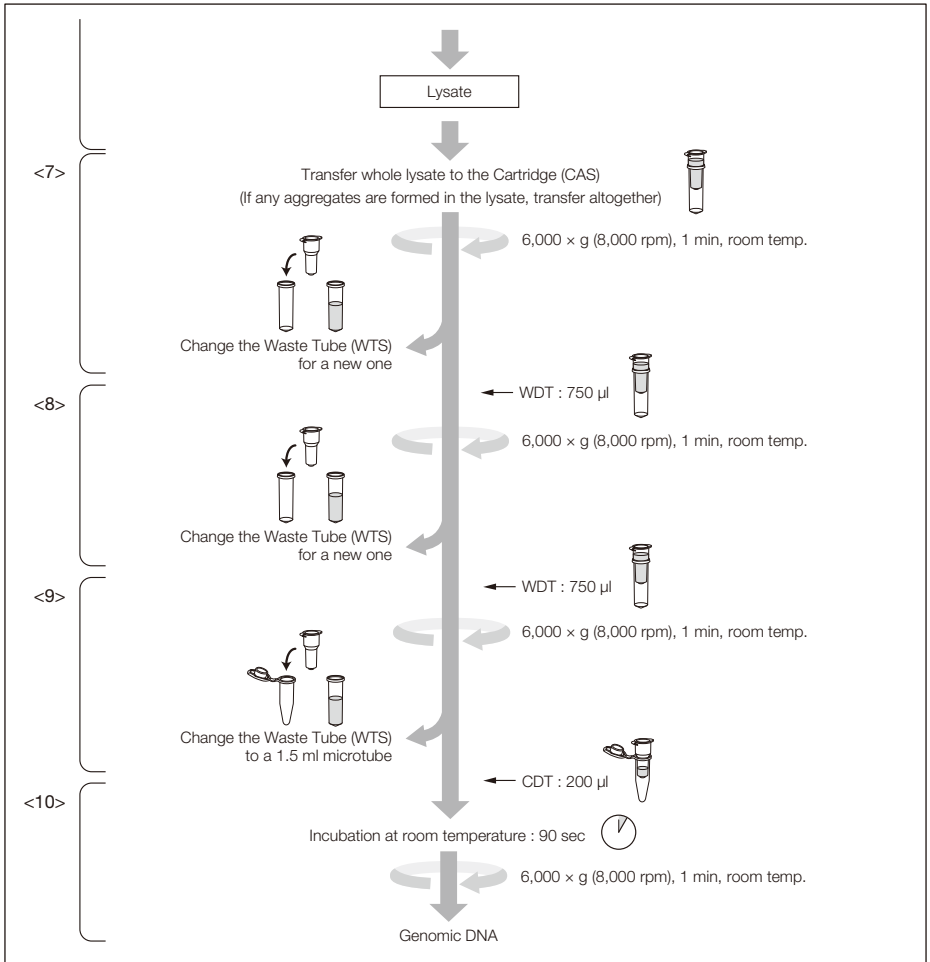 Lysate
<7>
Transfer whole lysate to the Cartridge (CAS)
(If any aggregates are formed in the lysate, transfer altogether)
6,000 × g (8,000 rpm), 1 min, room temp.
Change the Waste Tube (WTS)
for a new one
<8>
WDT : 750 µl
6,000 × g (8,000 rpm), 1 min, room temp.
Change the Waste Tube (WTS)
for a new one
<9>
WDT : 750 µl
6,000 × g (8,000 rpm), 1 min, room temp.
Change the Waste Tube (WTS)
to a 1.5 ml microtube
<10>
CDT : 200 µl
Incubation at room temperature : 90 sec
6,000 × g (8,000 rpm), 1 min, room temp.
Genomic DNA